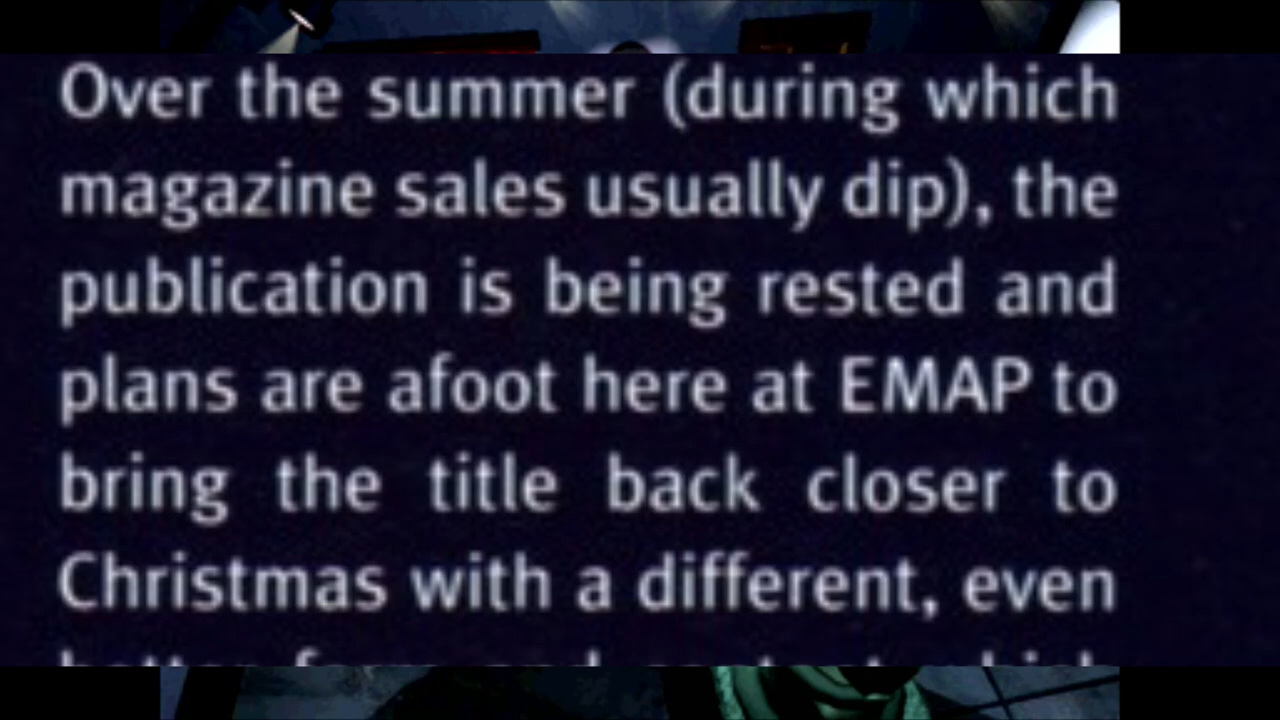 Over the summer (during which
magazine sales usually dip), the
publication is being rested and
plans are afoot here at EMAP to
bring the title back closer to
Christmas with a different, even